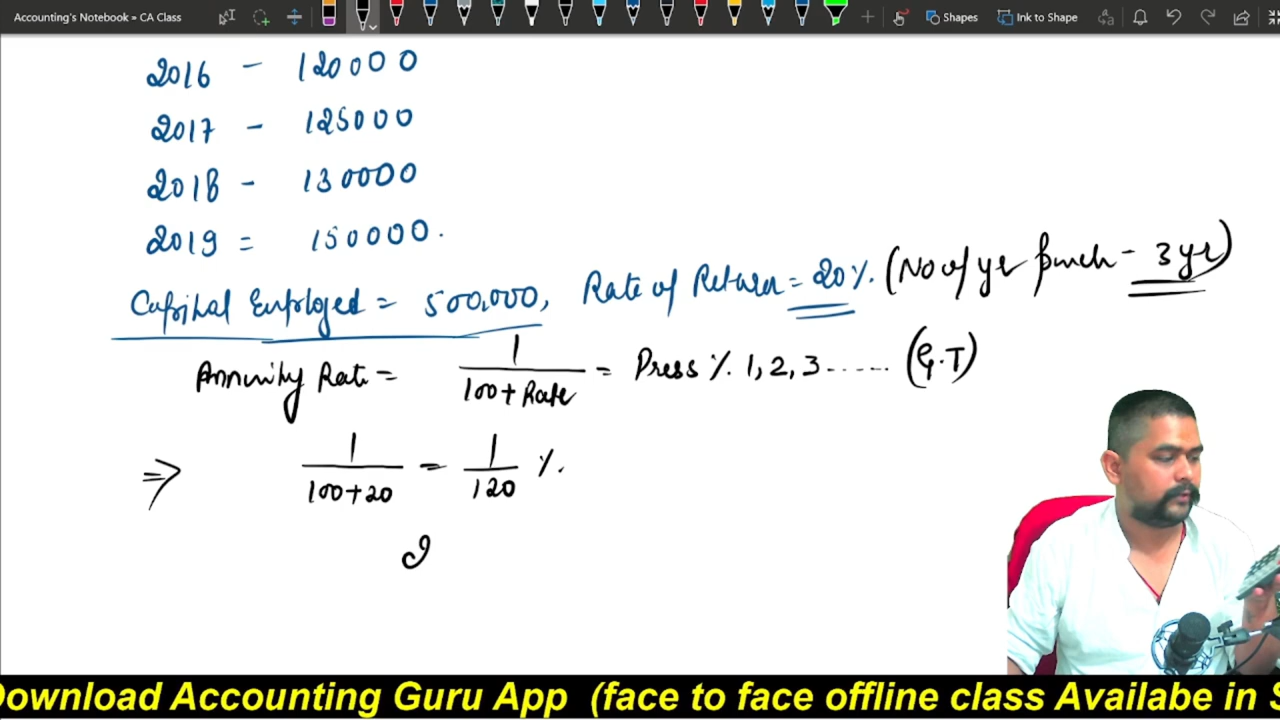 Accounting's Notebook » CA Class
Shapes Ink to Shape
2016 - 120000
2017 - 125000
2018 - 130000
2019 = 150000.
Capital Employed = 500,000, Rate of Return = 20%. (No of yr purch - 3 yr)
Annuity Rate = 1/100+Rate = Press %. 1, 2, 3 ...... (G.T)
⇒ 1/100+20 = 1/120 %.
Download Accounting Guru App (face to face offline class Availabe in S